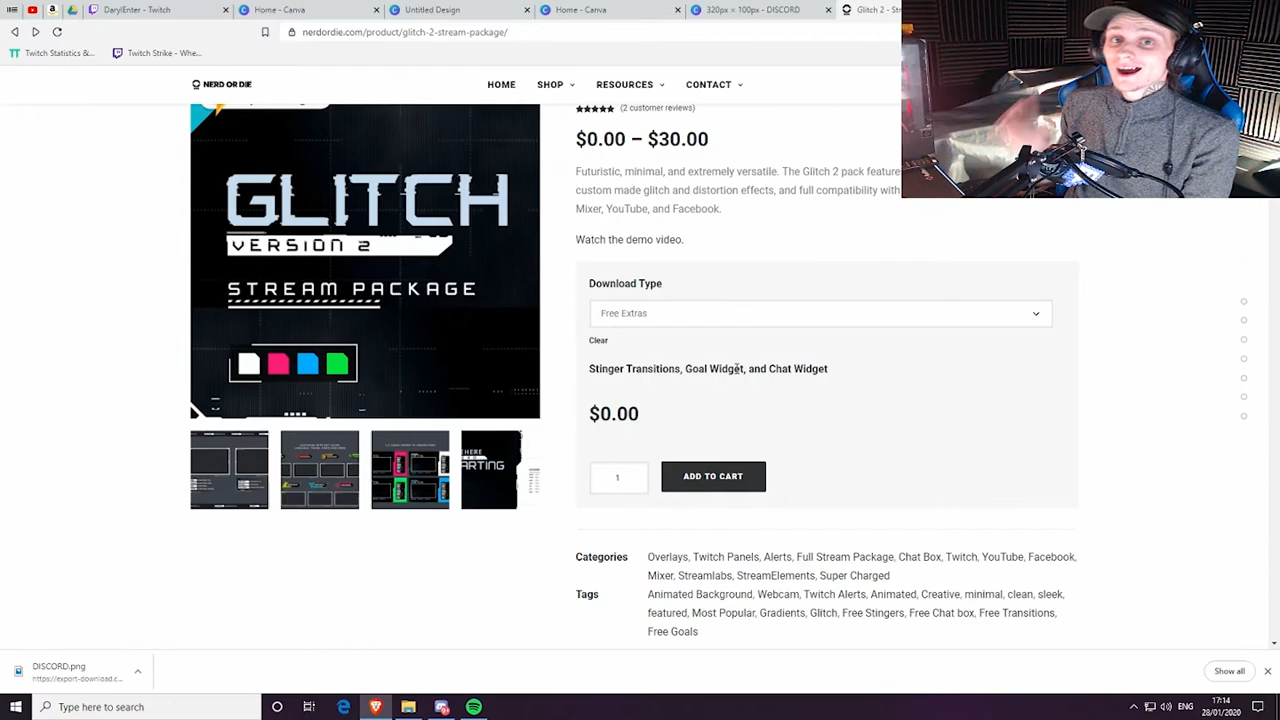 DarylEnter - Twitch
Home - Canva
Untitled Design
Home - Canva
320px × 100px - DISCORD
Glitch 2 - St
nerdordie.com/product/glitch-2-stream-package/
Twitch Statistics &...
Twitch Strike - Whe...
NERD OR DIE
HOME
SHOP
RESOURCES
CONTACT
(2 customer reviews)
$0.00 – $30.00
Futuristic, minimal, and extremely versatile. The Glitch 2 pack features
custom made glitch and distortion effects, and full compatibility with
Mixer, YouTube, and Facebook.
Watch the demo video.
GLITCH
VERSION 2
STREAM PACKAGE
Download Type
Free Extras
Clear
Stinger Transitions, Goal Widget, and Chat Widget
$0.00
1
ADD TO CART
Categories
Overlays, Twitch Panels, Alerts, Full Stream Package, Chat Box, Twitch, YouTube, Facebook,
Mixer, Streamlabs, StreamElements, Super Charged
Tags
Animated Background, Webcam, Twitch Alerts, Animated, Creative, minimal, clean, sleek,
featured, Most Popular, Gradients, Glitch, Free Stingers, Free Chat box, Free Transitions,
Free Goals
DISCORD.png
https://export-download.c...
Show all
Type here to search
ENG
17:14
28/01/2020